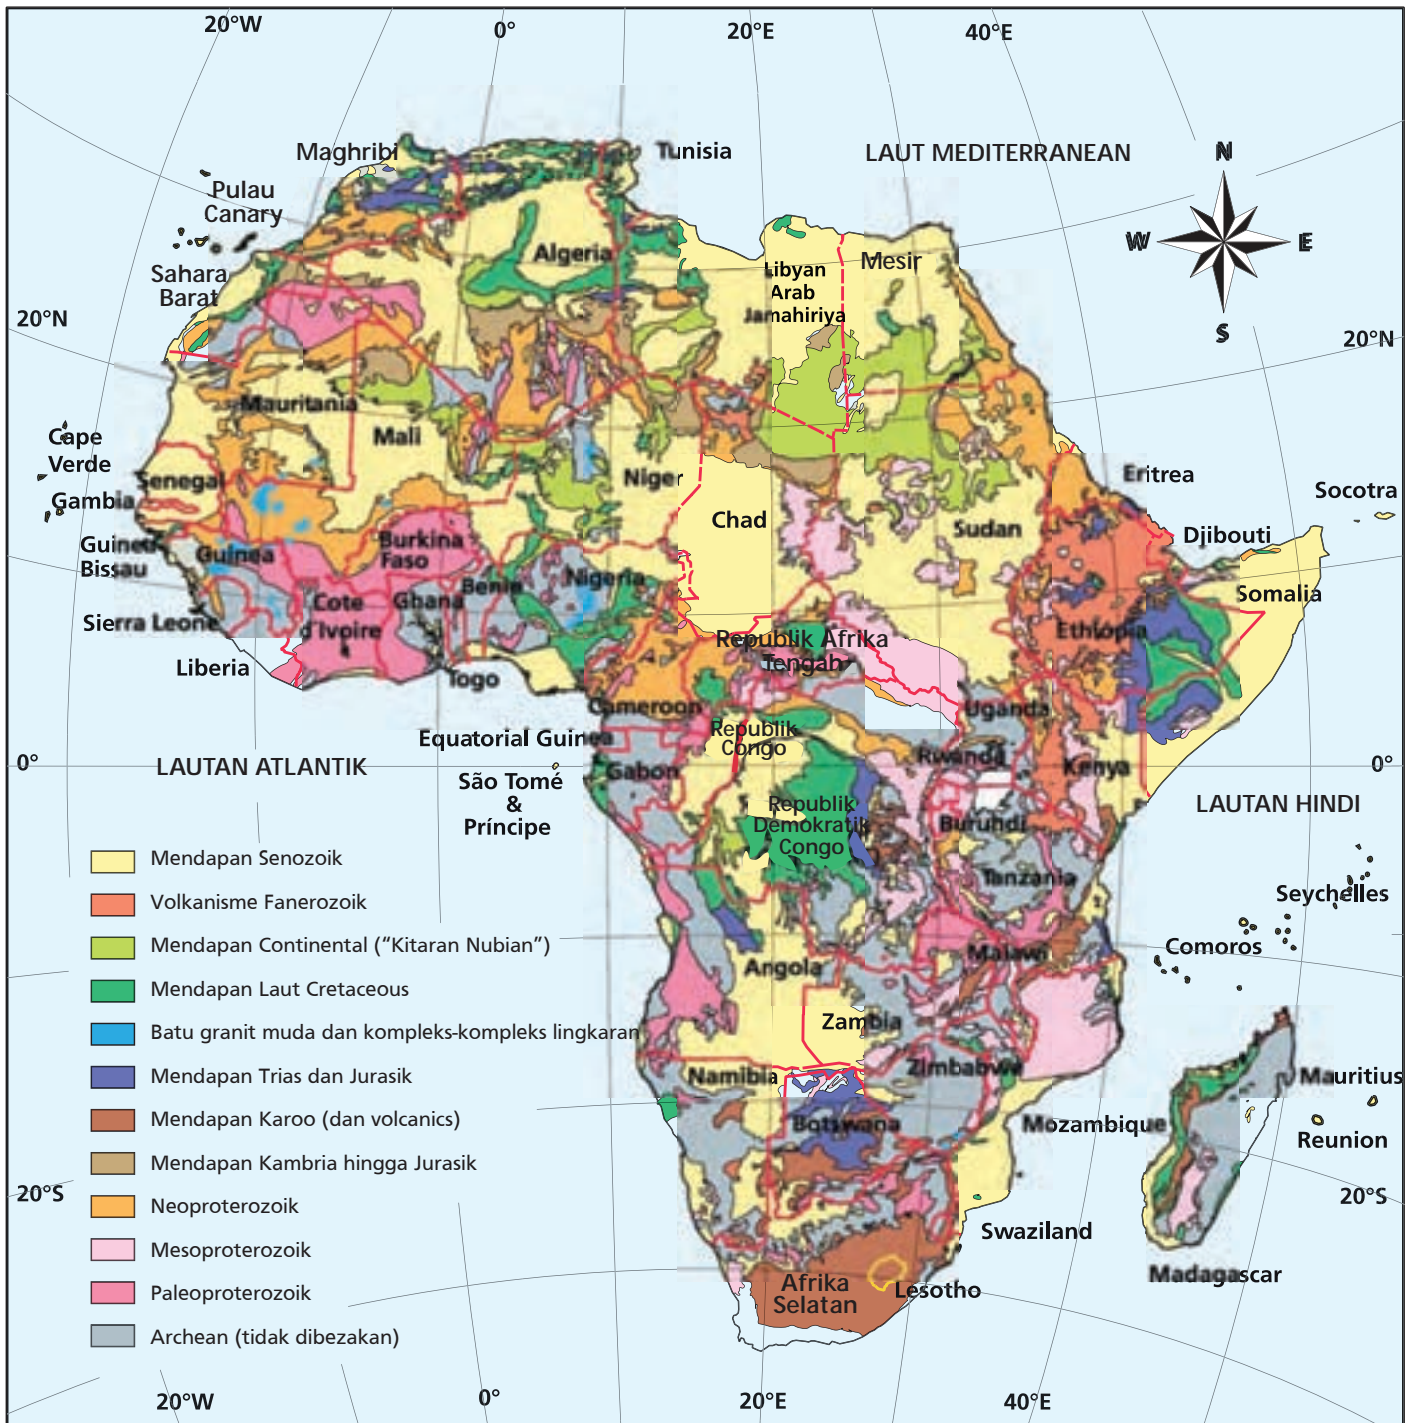 20°W
0°
20°E
40°E
Maghribi
Tunisia
LAUT MEDITERRANEAN
N
Pulau
Canary
W
E
Algeria
Mesir
Libyan
Arab
Jamahiriya
Sahara
Barat
S
20°N
20°N
Mauritania
Mali
Cape
Verde
Niger
Eritrea
Senegal
Socotra
Gambia
Chad
Sudan
Djibouti
Guinea
Bissau
Guinea
Burkina
Faso
Benin
Nigeria
Somalia
Cote
d'Ivoire
Ghana
Sierra Leone
Ethiopia
Republik Afrika
Tengah
Liberia
Togo
Cameroon
Uganda
Equatorial Guinea
Republik
Congo
Rwanda
0°
LAUTAN ATLANTIK
Gabon
Kenya
0°
São Tomé
&
Príncipe
LAUTAN HINDI
Republik
Demokratik
Congo
Burundi
Mendapan Senozoik
Tanzania
Seychelles
Volkanisme Fanerozoik
Mendapan Continental (“Kitaran Nubian”)
Comoros
Malawi
Angola
Mendapan Laut Cretaceous
Zambia
Batu granit muda dan kompleks-kompleks lingkaran
Zimbabwe
Namibia
Mendapan Trias dan Jurasik
Mauritius
Mendapan Karoo (dan volcanics)
Botswana
Mozambique
Reunion
Mendapan Kambria hingga Jurasik
20°S
20°S
Neoproterozoik
Swaziland
Mesoproterozoik
Madagascar
Paleoproterozoik
Afrika
Selatan
Lesotho
Archean (tidak dibezakan)
20°W
0°
20°E
40°E